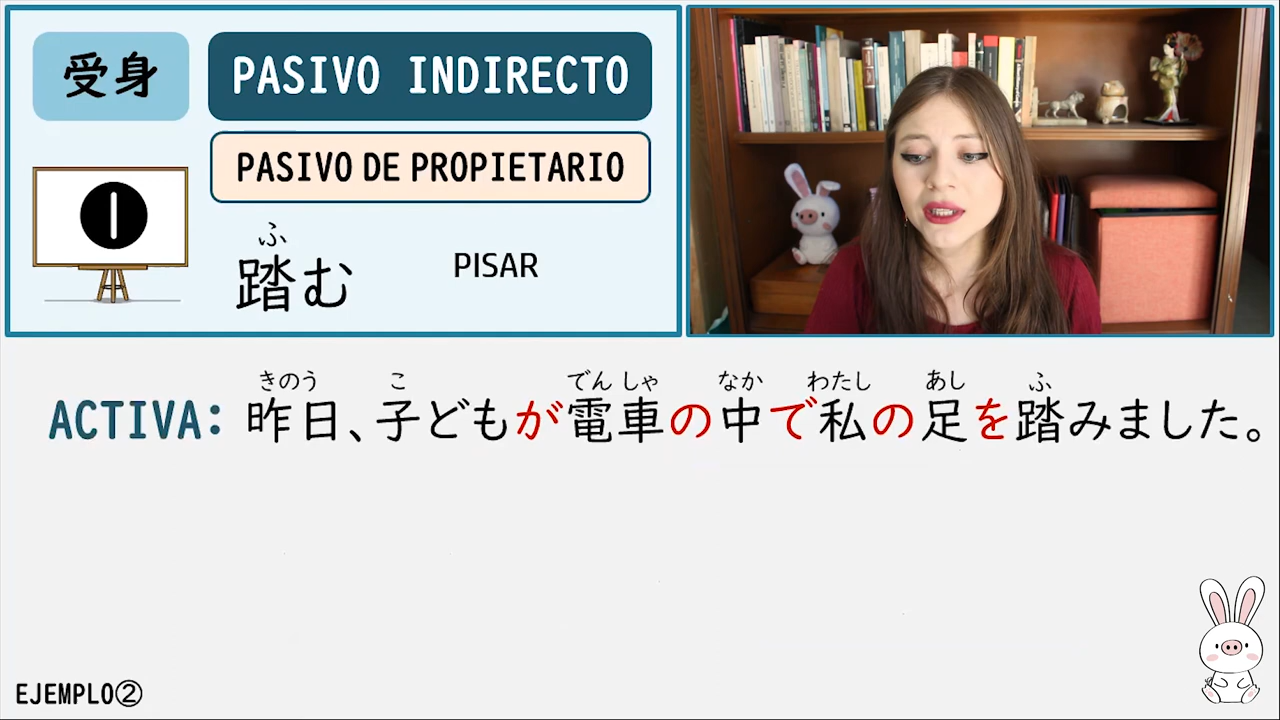 受身
PASIVO INDIRECTO
PASIVO DE PROPIETARIO
ふ
踏む
PISAR
きのう こ でんしゃ なか わたし あし ふ
ACTIVA: 昨日、子どもが電車の中で私の足を踏みました。
EJEMPLO②